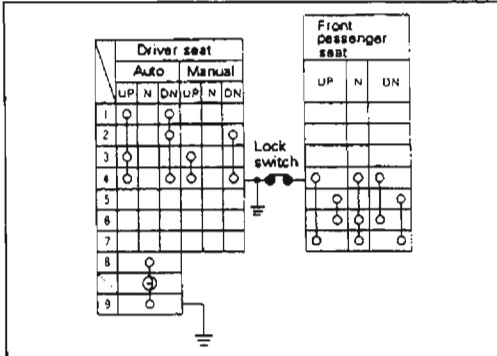 Driver seat
Auto Manual
UP N DN UP N DN
1
2
3
4
5
6
7
8
9
Lock
switch
Front
passenger
seat
UP N DN